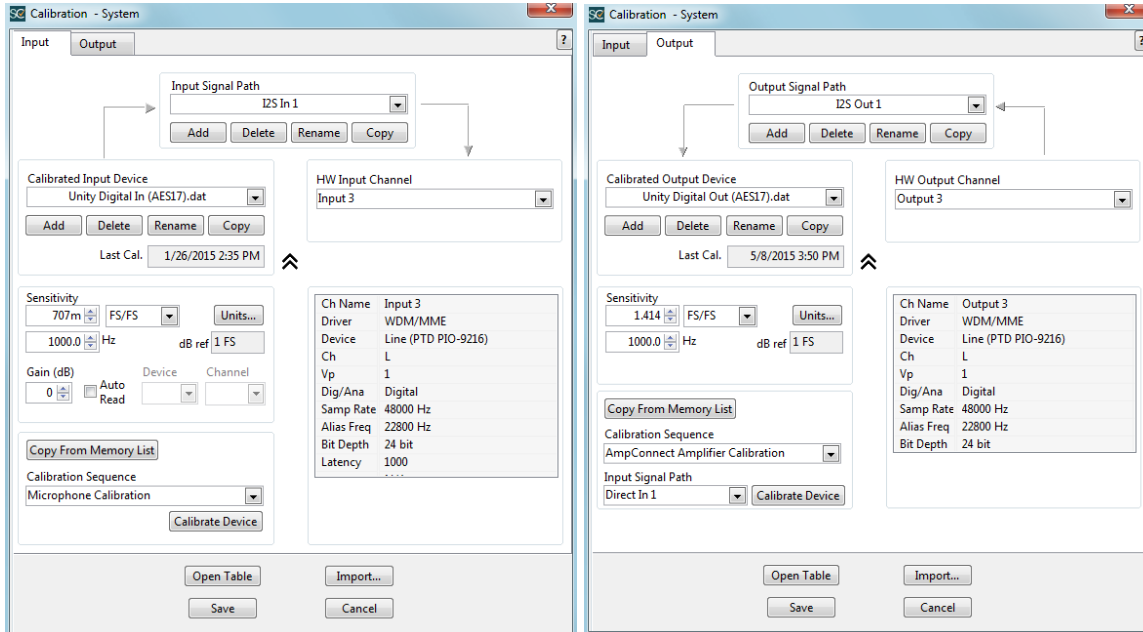 SC Calibration - System
Input Output ?
Input Signal Path
I2S In 1
Add Delete Rename Copy
Calibrated Input Device
Unity Digital In (AES17).dat
Add Delete Rename Copy
Last Cal. 1/26/2015 2:35 PM
HW Input Channel
Input 3
Sensitivity
707m FS/FS Units...
1000.0 Hz dB ref 1 FS
Gain (dB) Device Channel
0 Auto Read
Copy From Memory List
Calibration Sequence
Microphone Calibration
Calibrate Device
Ch Name Input 3
Driver WDM/MME
Device Line (PTD PIO-9216)
Ch L
Vp 1
Dig/Ana Digital
Samp Rate 48000 Hz
Alias Freq 22800 Hz
Bit Depth 24 bit
Latency 1000
Open Table Import...
Save Cancel
SC Calibration - System
Input Output ?
Output Signal Path
I2S Out 1
Add Delete Rename Copy
Calibrated Output Device
Unity Digital Out (AES17).dat
Add Delete Rename Copy
Last Cal. 5/8/2015 3:50 PM
HW Output Channel
Output 3
Sensitivity
1.414 FS/FS Units...
1000.0 Hz dB ref 1 FS
Copy From Memory List
Calibration Sequence
AmpConnect Amplifier Calibration
Input Signal Path
Direct In 1 Calibrate Device
Ch Name Output 3
Driver WDM/MME
Device Line (PTD PIO-9216)
Ch L
Vp 1
Dig/Ana Digital
Samp Rate 48000 Hz
Alias Freq 22800 Hz
Bit Depth 24 bit
Open Table Import...
Save Cancel